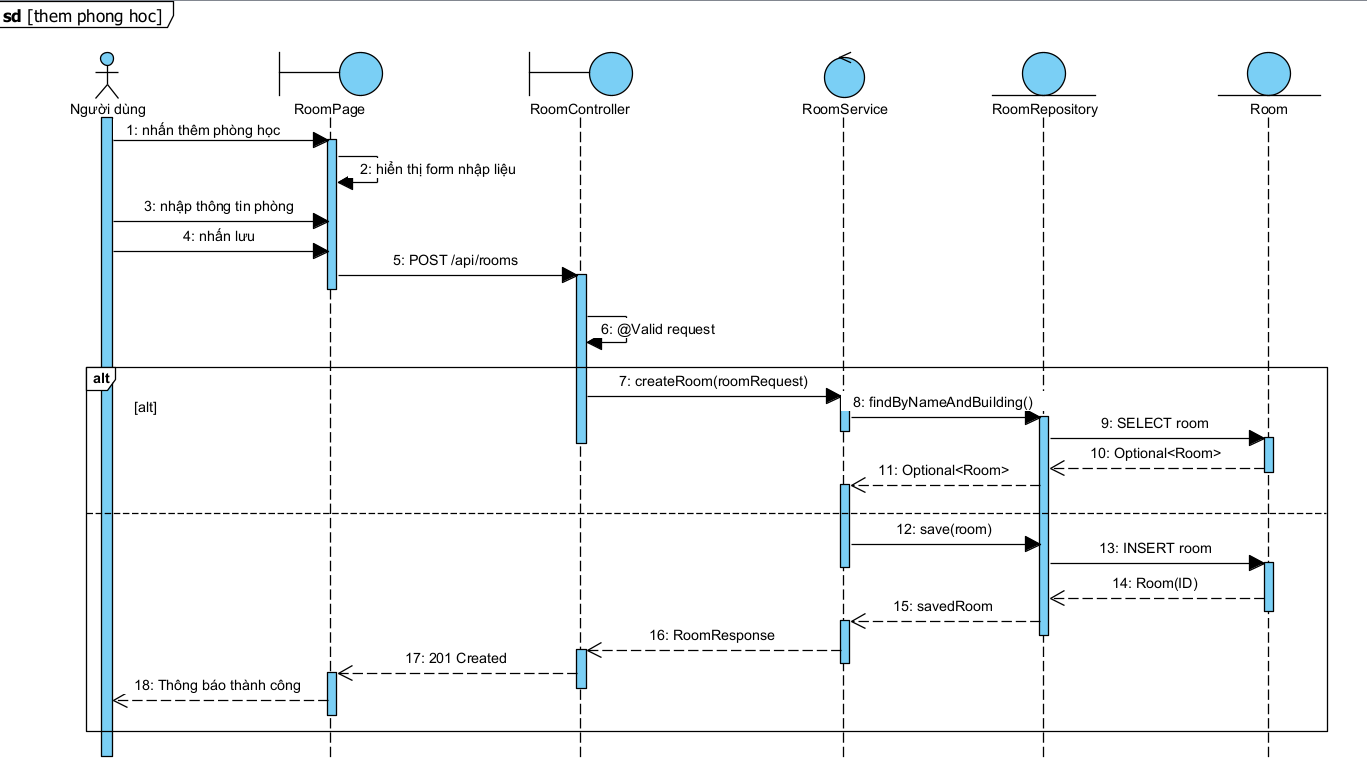 sd [them phong hoc]
Người dùng
RoomPage
RoomController
RoomService
RoomRepository
Room
1: nhấn thêm phòng học
2: hiển thị form nhập liệu
3: nhập thông tin phòng
4: nhấn lưu
5: POST /api/rooms
6: @Valid request
alt
[alt]
7: createRoom(roomRequest)
8: findByNameAndBuilding()
9: SELECT room
10: Optional<Room>
11: Optional<Room>
12: save(room)
13: INSERT room
14: Room(ID)
15: savedRoom
16: RoomResponse
17: 201 Created
18: Thông báo thành công